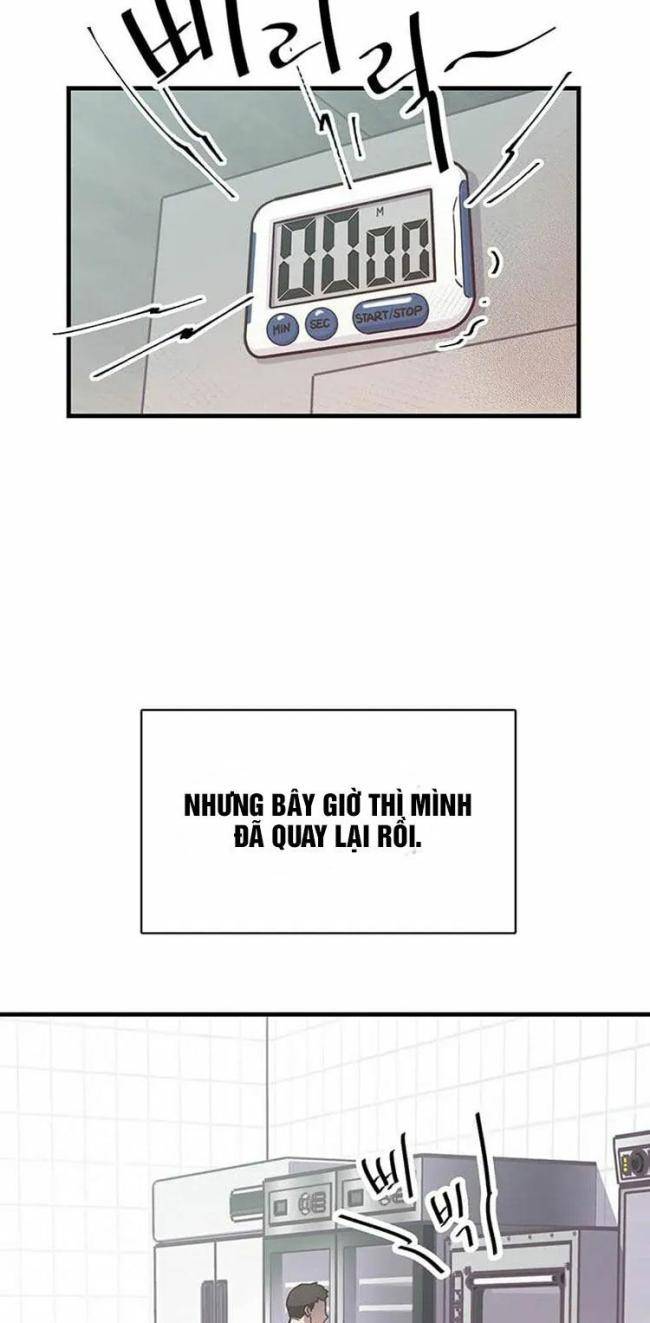 삐리릭~
M
00 00
MIN SEC START/STOP
NHƯNG BÂY GIỜ THÌ MÌNH
ĐÃ QUAY LẠI RỒI.
삐빅